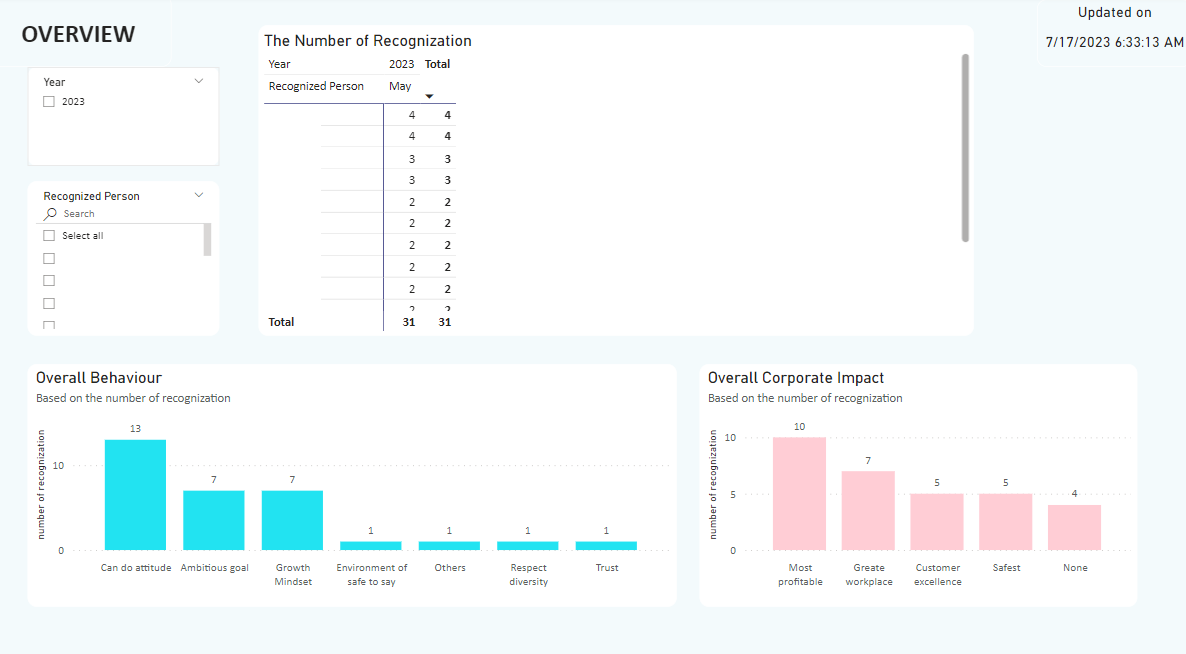 OVERVIEW
Updated on
7/17/2023 6:33:13 AM
Year
2023
Recognized Person
Search
Select all
The Number of Recognization
Year 2023 Total
Recognized Person May
4 4
4 4
3 3
3 3
2 2
2 2
2 2
2 2
2 2
2 2
Total 31 31
Overall Behaviour
Based on the number of recognization
number of recognization
10
0
13
7
7
1
1
1
1
Can do attitude
Ambitious goal
Growth
Mindset
Environment of
safe to say
Others
Respect
diversity
Trust
Overall Corporate Impact
Based on the number of recognization
number of recognization
10
5
0
10
7
5
5
4
Most
profitable
Greate
workplace
Customer
excellence
Safest
None